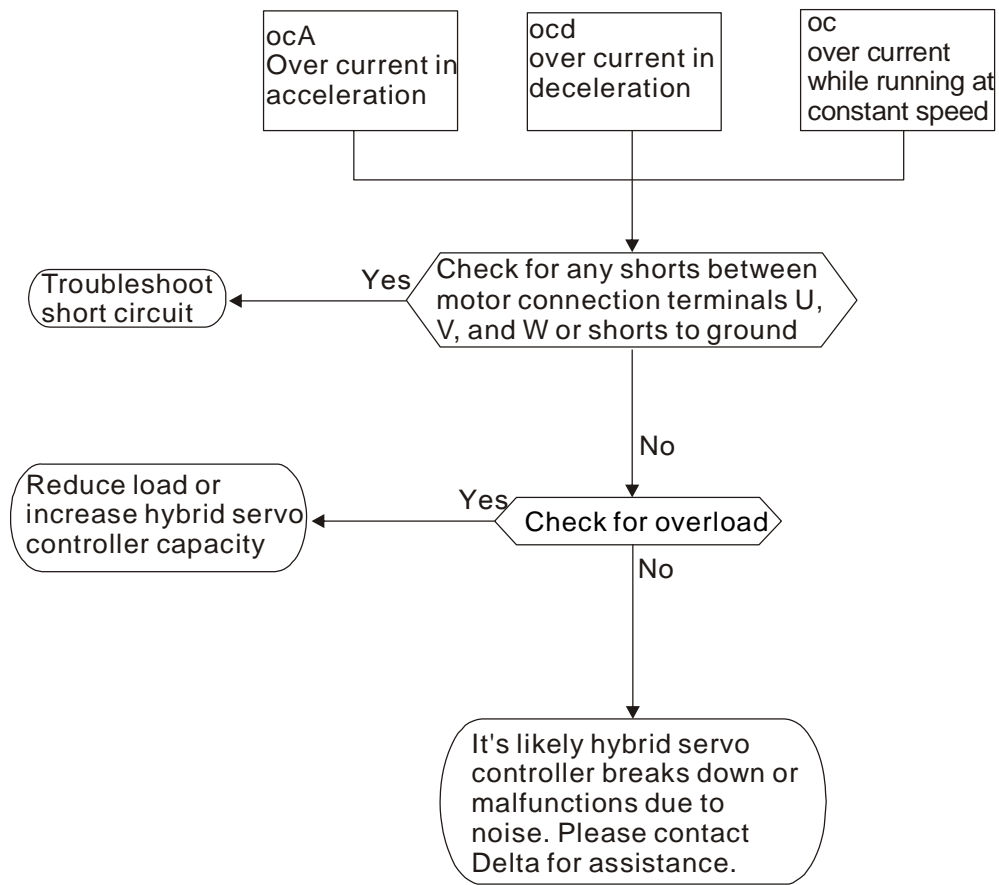 ocA
Over current in
acceleration
ocd
over current in
deceleration
oc
over current
while running at
constant speed
Yes
Check for any shorts between
motor connection terminals U,
V, and W or shorts to ground
Troubleshoot
short circuit
No
Yes
Check for overload
Reduce load or
increase hybrid servo
controller capacity
No
It's likely hybrid servo
controller breaks down or
malfunctions due to
noise. Please contact
Delta for assistance.